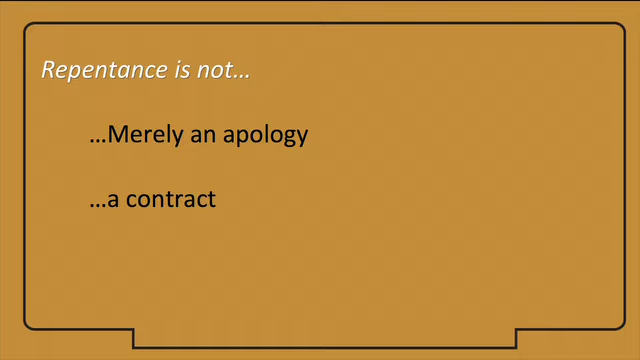 Repentance is not…
…Merely an apology
…a contract